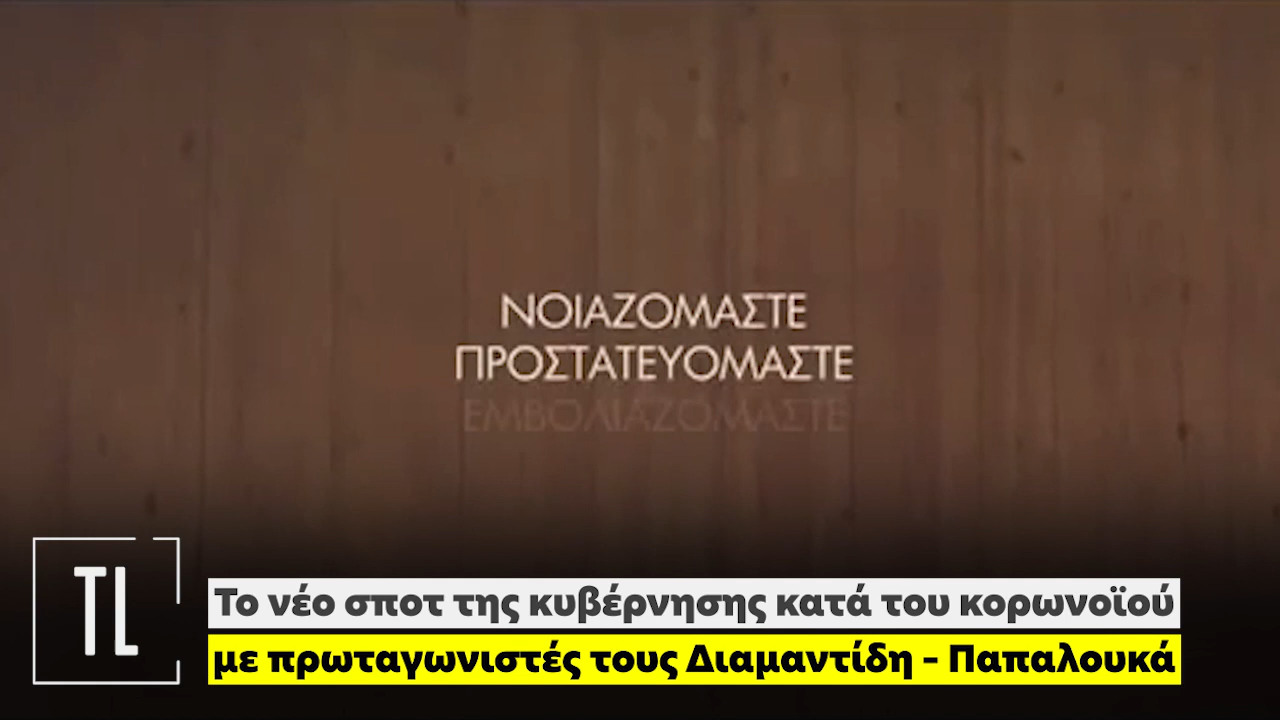 ΝΟΙΑΖΟΜΑΣΤΕ
ΠΡΟΣΤΑΤΕΥΟΜΑΣΤΕ
ΕΜΒΟΛΙΑΖΟΜΑΣΤΕ
TL
Το νέο σποτ της κυβέρνησης κατά του κορωνοϊού
με πρωταγωνιστές τους Διαμαντίδη - Παπαλουκά